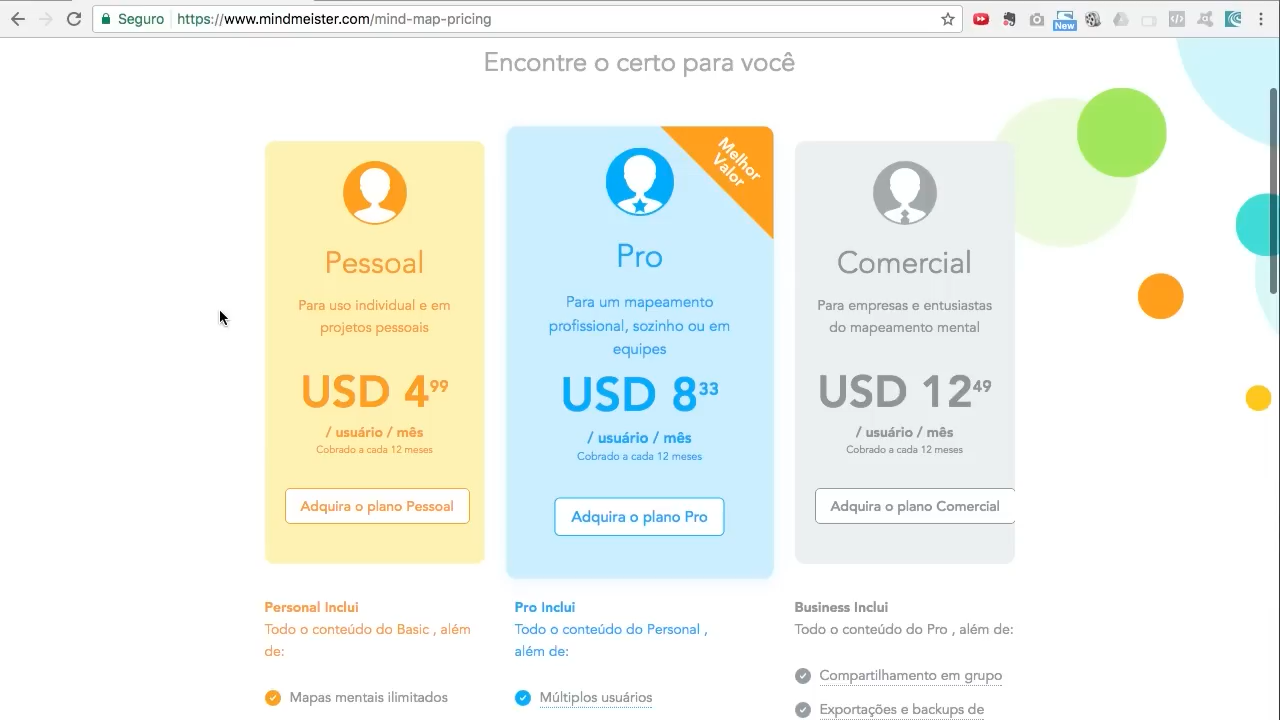 Seguro
https://www.mindmeister.com/mind-map-pricing
New
Encontre o certo para você
Pessoal
Para uso individual e em
projetos pessoais
USD 4 99
/ usuário / mês
Cobrado a cada 12 meses
Adquira o plano Pessoal
Melhor
Valor
Pro
Para um mapeamento
profissional, sozinho ou em
equipes
USD 8 33
/ usuário / mês
Cobrado a cada 12 meses
Adquira o plano Pro
Comercial
Para empresas e entusiastas
do mapeamento mental
USD 12 49
/ usuário / mês
Cobrado a cada 12 meses
Adquira o plano Comercial
Personal Inclui
Todo o conteúdo do Basic , além
de:
Mapas mentais ilimitados
Pro Inclui
Todo o conteúdo do Personal ,
além de:
Múltiplos usuários
Business Inclui
Todo o conteúdo do Pro , além de:
Compartilhamento em grupo
Exportações e backups de